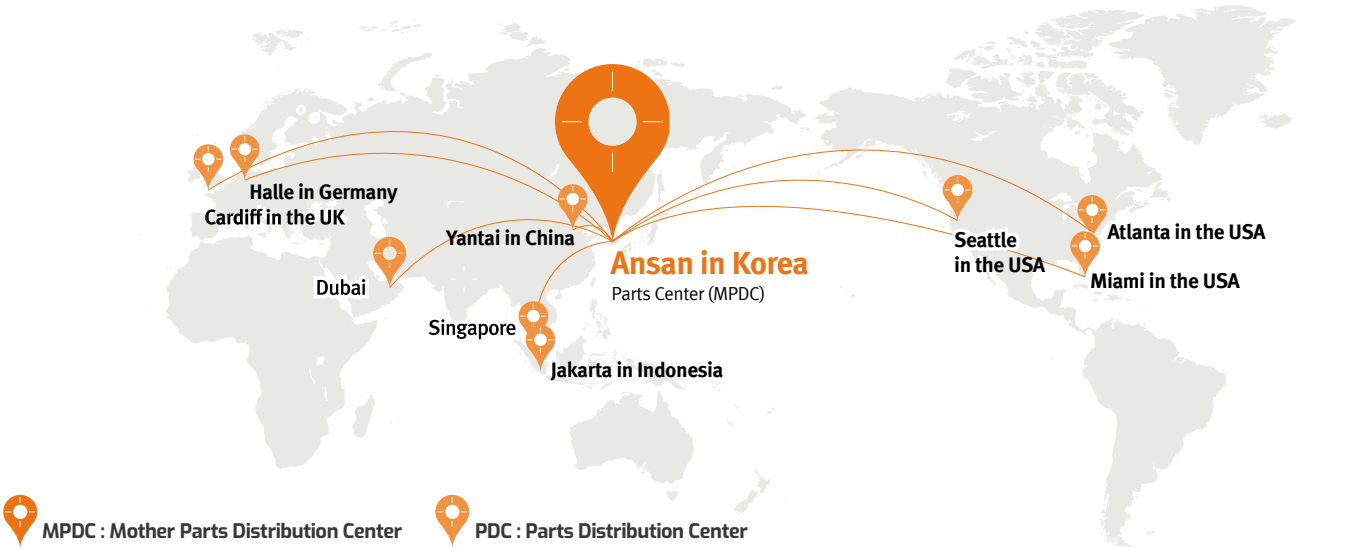 Halle in Germany
Cardiff in the UK
Yantai in China
Dubai
Ansan in Korea
Parts Center (MPDC)
Singapore
Jakarta in Indonesia
Seattle
in the USA
Atlanta in the USA
Miami in the USA
MPDC : Mother Parts Distribution Center
PDC : Parts Distribution Center